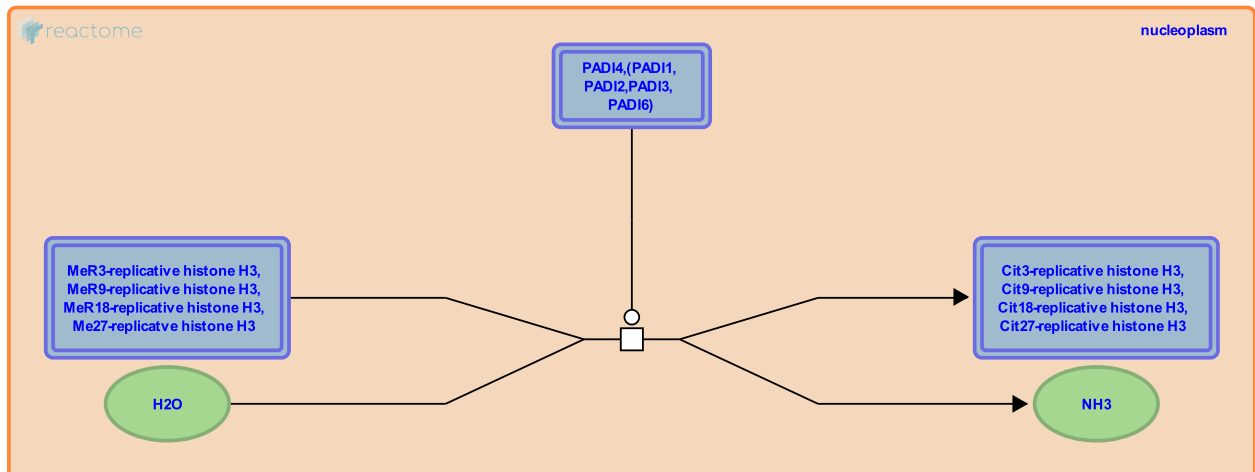 reactome
nucleoplasm
PADI4,(PADI1,
PADI2,PADI3,
PADI6)
MeR3-replicative histone H3,
MeR9-replicative histone H3,
MeR18-replicative histone H3,
Me27-replicatve histone H3
Cit3-replicative histone H3,
Cit9-replicative histone H3,
Cit18-replicative histone H3,
Cit27-replicative histone H3
H2O
NH3